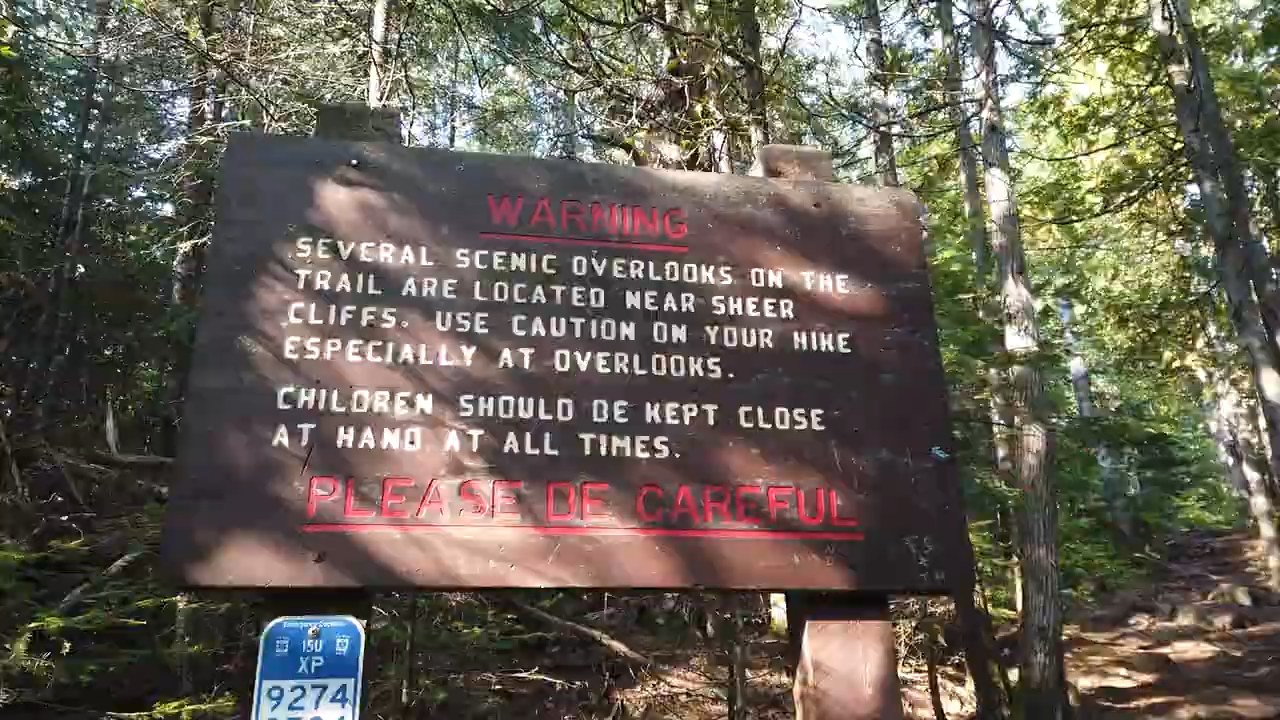 WARNING
SEVERAL SCENIC OVERLOOKS ON THE
TRAIL ARE LOCATED NEAR SHEER
CLIFFS. USE CAUTION ON YOUR HIKE
ESPECIALLY AT OVERLOOKS.
CHILDREN SHOULD BE KEPT CLOSE
AT HAND AT ALL TIMES.
PLEASE BE CAREFUL
15U
XP
9274